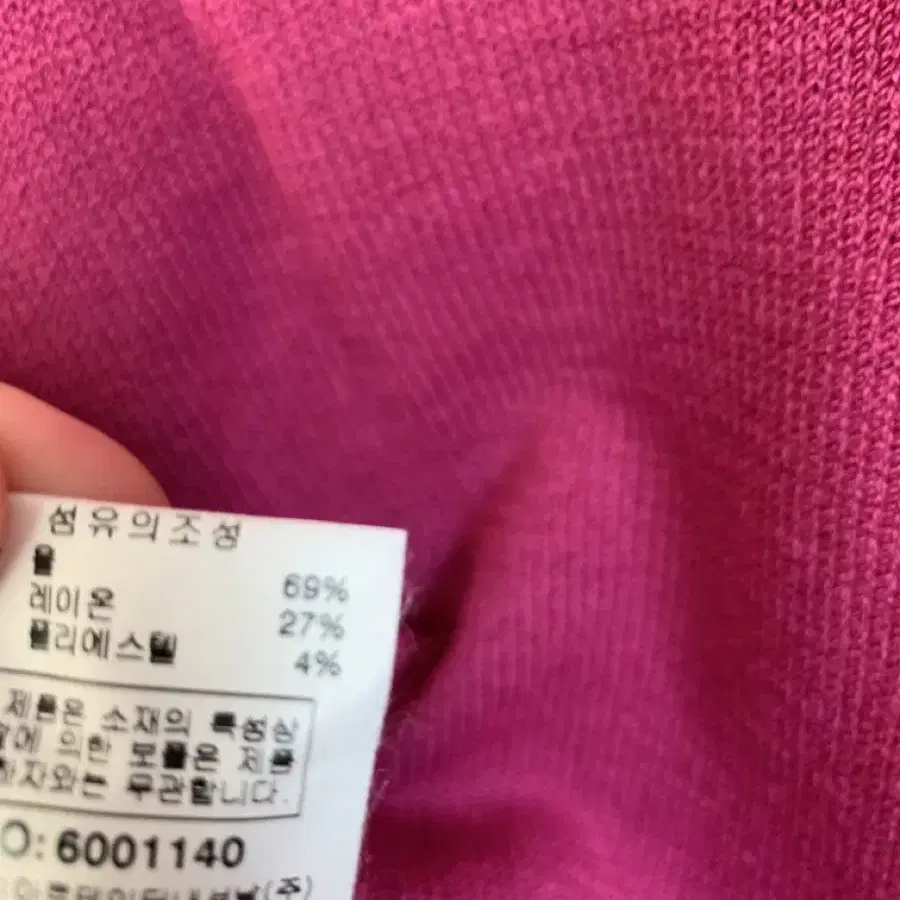 섬유의조성
울 69%
레이온 27%
폴리에스텔 4%
제품은 소재의 특성상
에 의한 보풀은 제품
하자와는 무관합니다.
O: 6001140
(주)